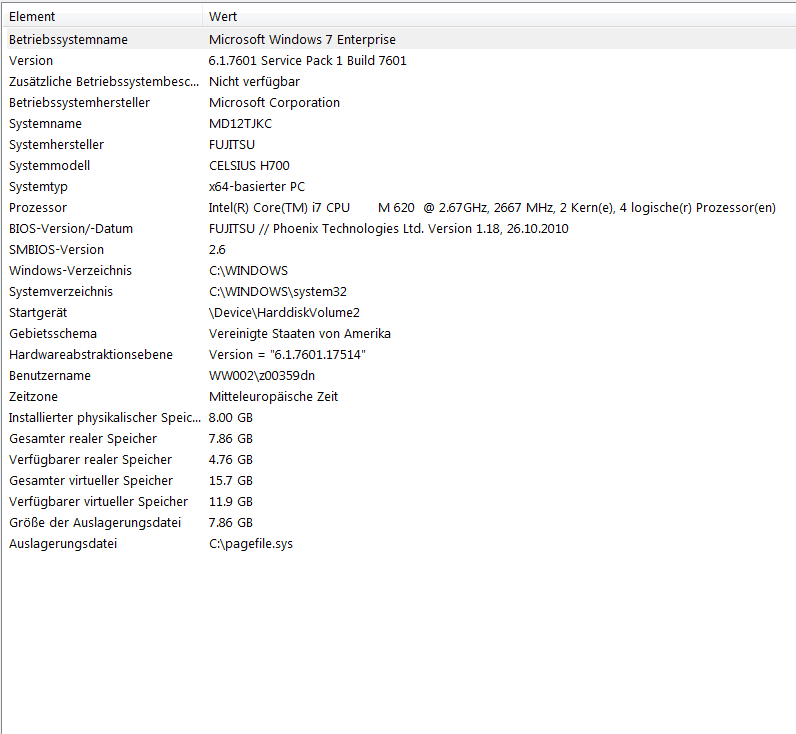 Element Wert
Betriebssystemname Microsoft Windows 7 Enterprise
Version 6.1.7601 Service Pack 1 Build 7601
Zusätzliche Betriebssystembesc... Nicht verfügbar
Betriebssystemhersteller Microsoft Corporation
Systemname MD12TJKC
Systemhersteller FUJITSU
Systemmodell CELSIUS H700
Systemtyp x64-basierter PC
Prozessor Intel(R) Core(TM) i7 CPU M 620 @ 2.67GHz, 2667 MHz, 2 Kern(e), 4 logische(r) Prozessor(en)
BIOS-Version/-Datum FUJITSU // Phoenix Technologies Ltd. Version 1.18, 26.10.2010
SMBIOS-Version 2.6
Windows-Verzeichnis C:\WINDOWS
Systemverzeichnis C:\WINDOWS\system32
Startgerät \Device\HarddiskVolume2
Gebietsschema Vereinigte Staaten von Amerika
Hardwareabstraktionsebene Version = "6.1.7601.17514"
Benutzername WW002\z00359dn
Zeitzone Mitteleuropäische Zeit
Installierter physikalischer Speic... 8.00 GB
Gesamter realer Speicher 7.86 GB
Verfügbarer realer Speicher 4.76 GB
Gesamter virtueller Speicher 15.7 GB
Verfügbarer virtueller Speicher 11.9 GB
Größe der Auslagerungsdatei 7.86 GB
Auslagerungsdatei C:\pagefile.sys